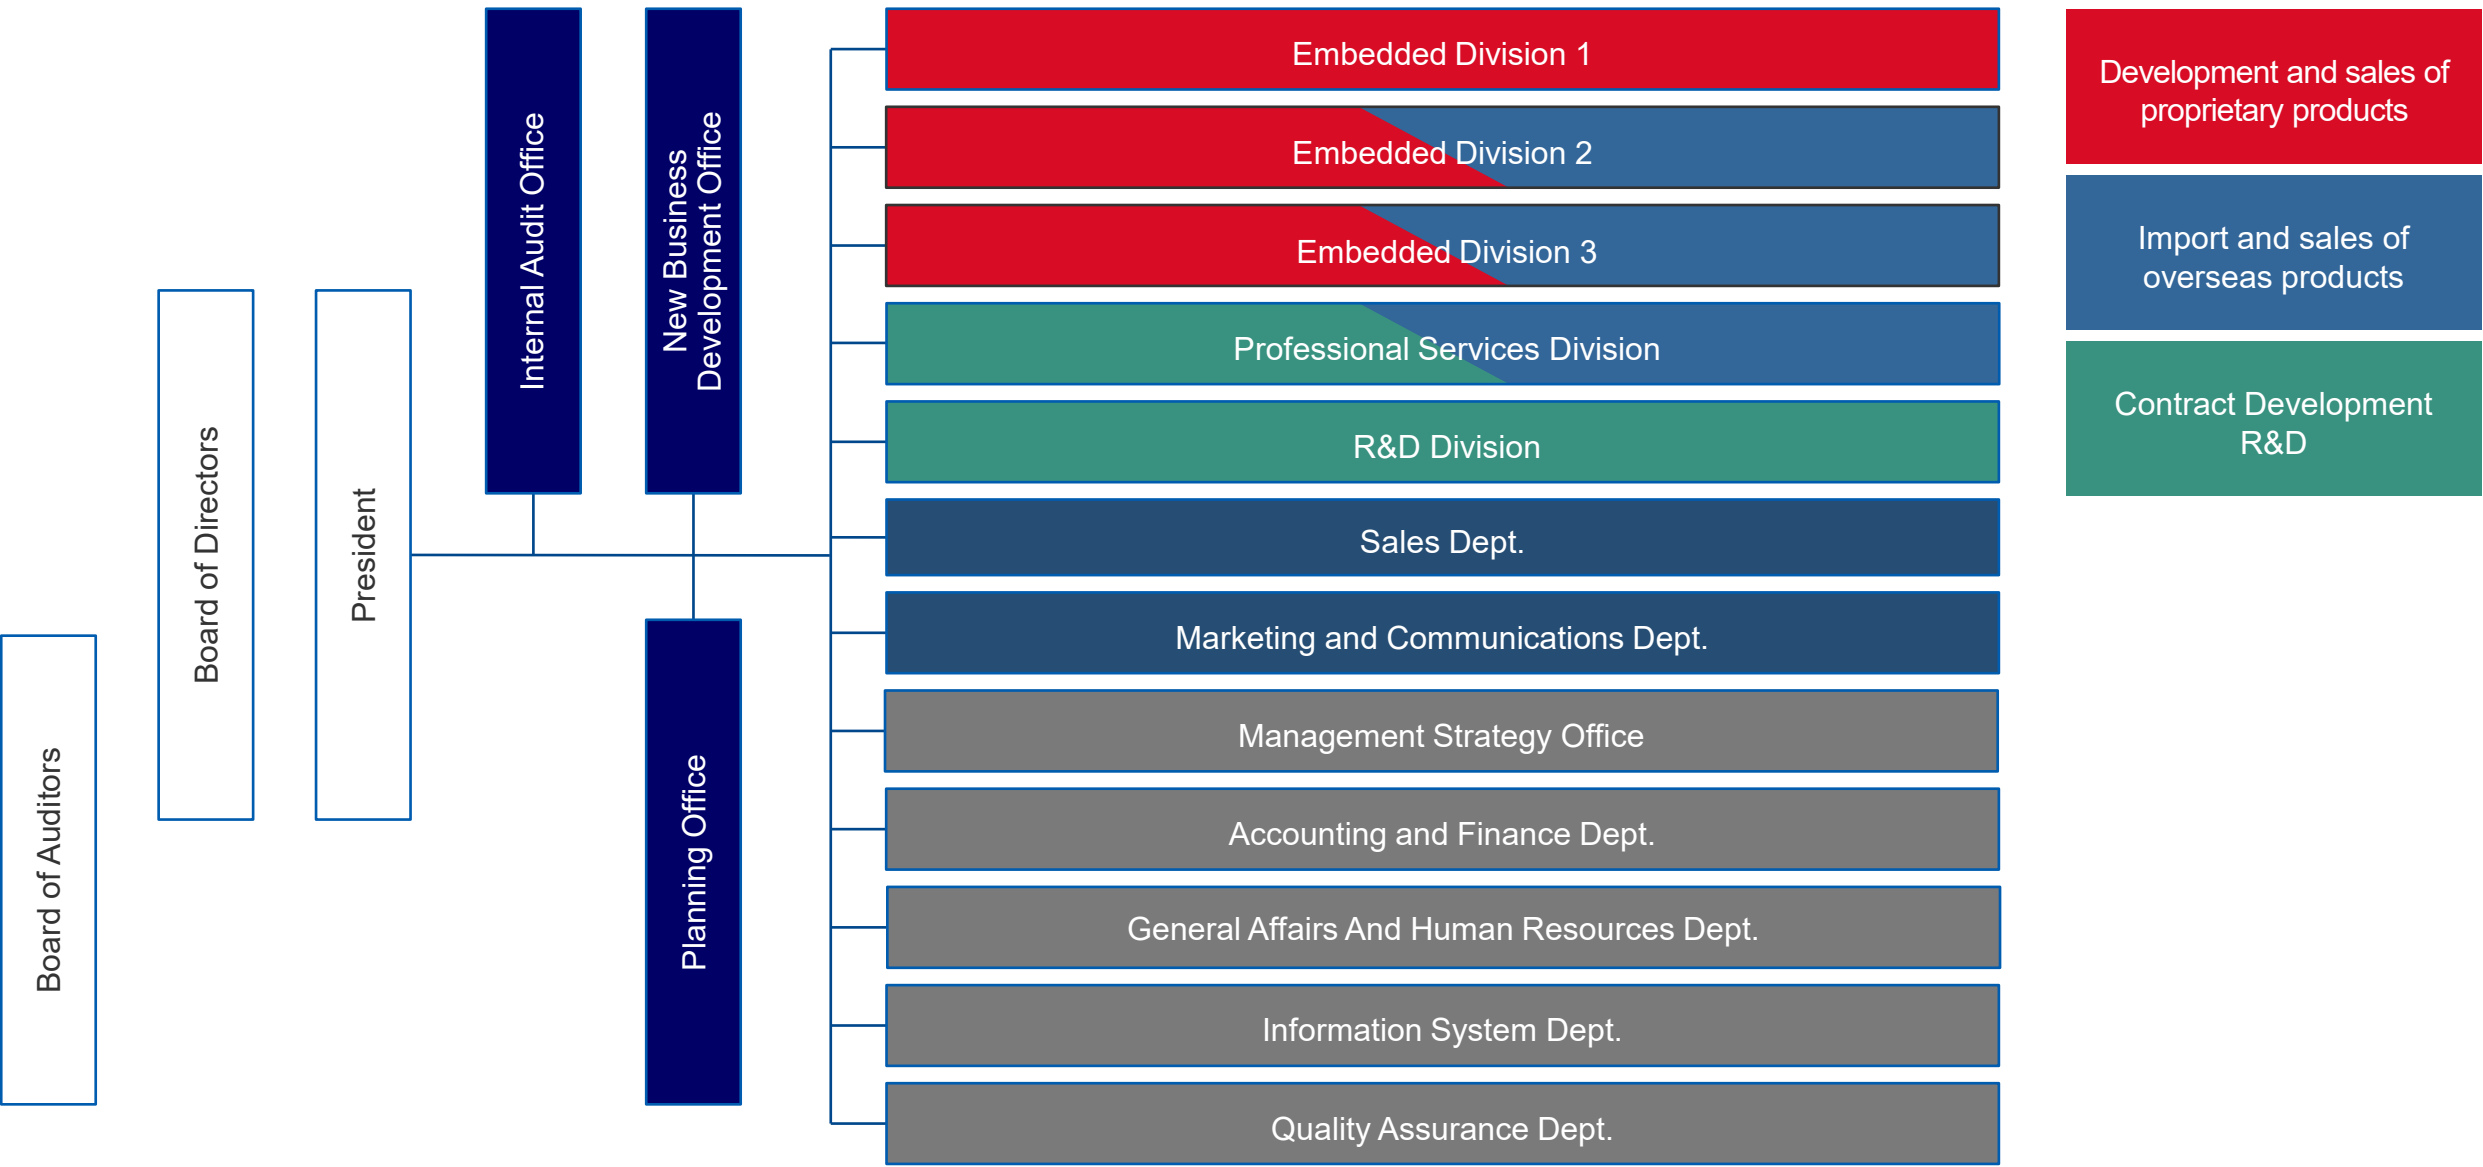 Board of Auditors
Board of Directors
President
Internal Audit Office
New Business
Development Office
Planning Office
Embedded Division 1
Embedded Division 2
Embedded Division 3
Professional Services Division
R&D Division
Sales Dept.
Marketing and Communications Dept.
Management Strategy Office
Accounting and Finance Dept.
General Affairs And Human Resources Dept.
Information System Dept.
Quality Assurance Dept.
Development and sales of
proprietary products
Import and sales of
overseas products
Contract Development
R&D